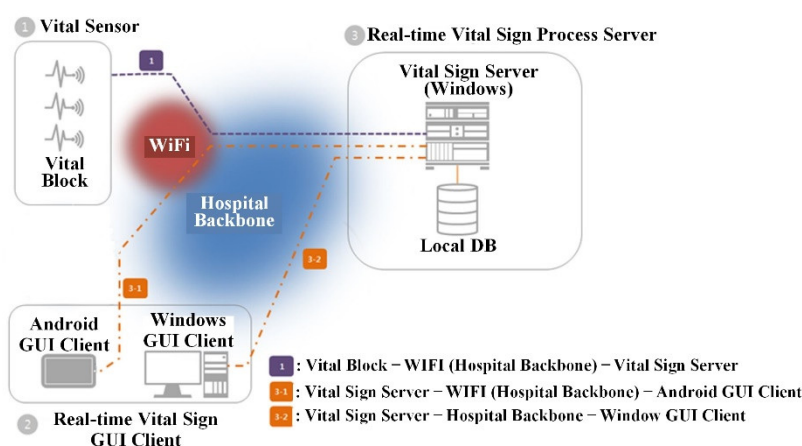 1 Vital Sensor
Vital
Block
1
WiFi
Hospital
Backbone
3 Real-time Vital Sign Process Server
Vital Sign Server
(Windows)
Local DB
3-1
3-2
Android
GUI Client
Windows
GUI Client
2 Real-time Vital Sign
GUI Client
1 : Vital Block – WIFI (Hospital Backbone) – Vital Sign Server
3-1 : Vital Sign Server – WIFI (Hospital Backbone) – Android GUI Client
3-2 : Vital Sign Server – Hospital Backbone – Window GUI Client